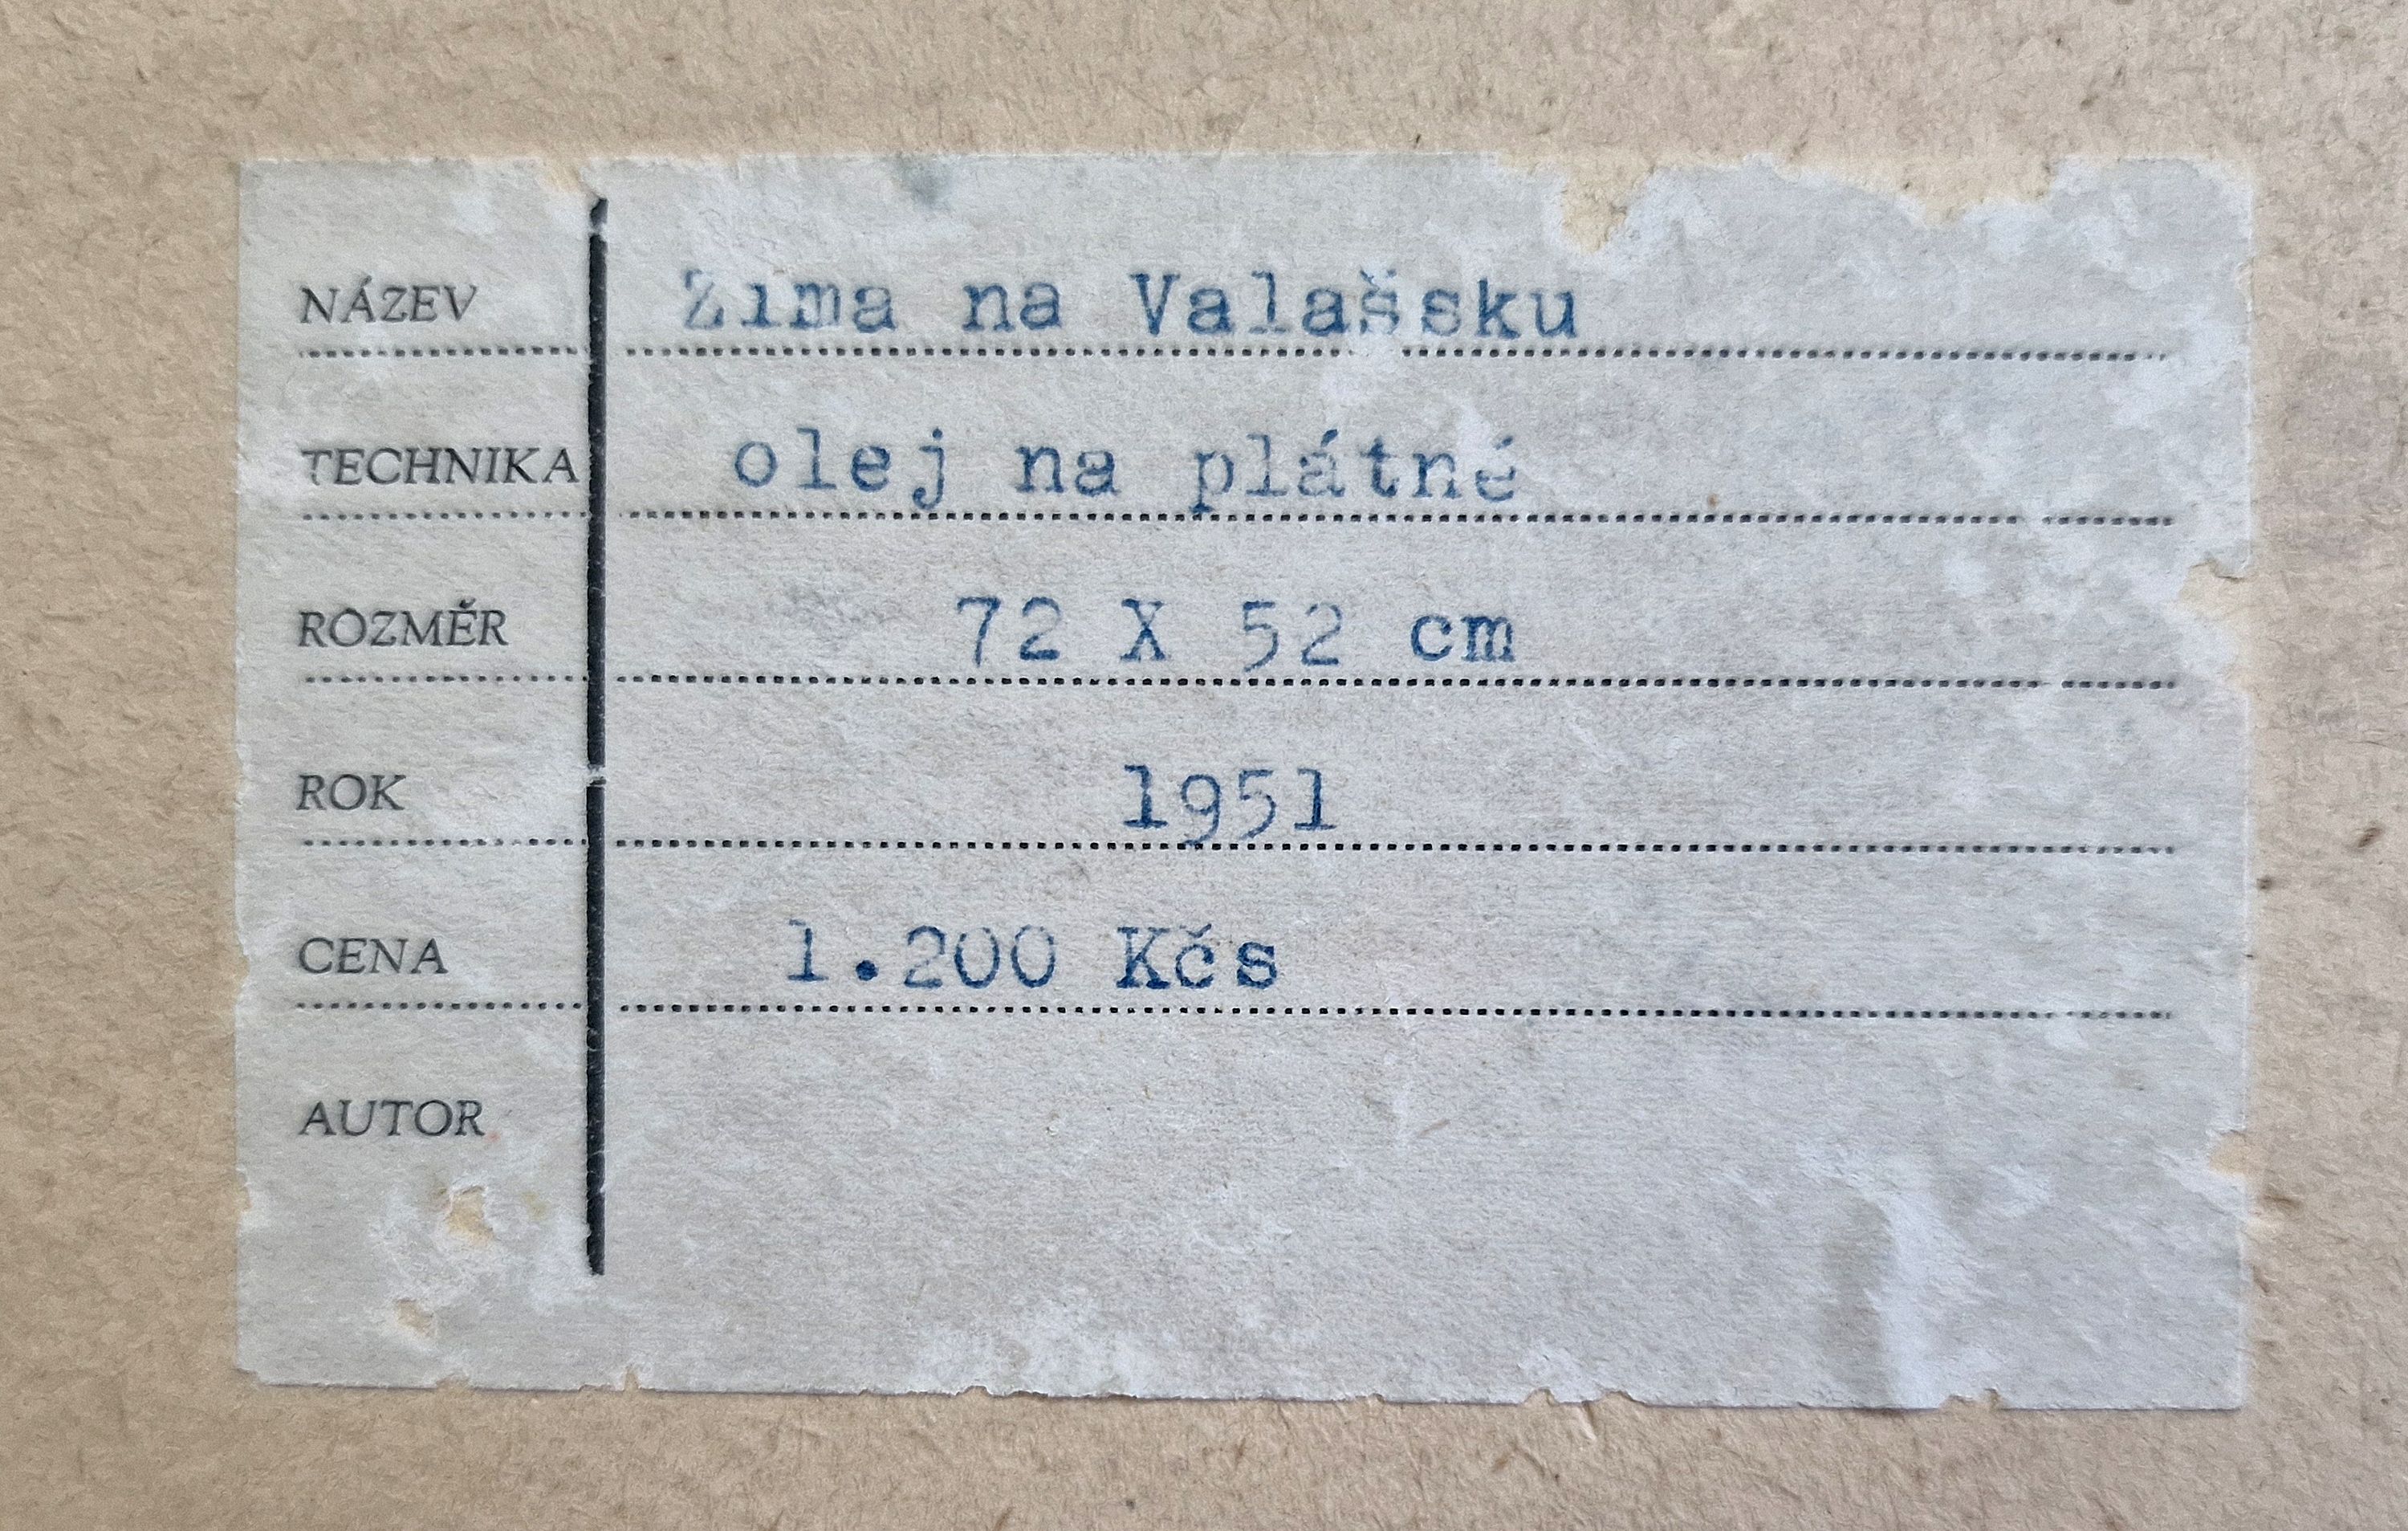 NÁZEV Zima na Valašsku
TECHNIKA olej na plátně
ROZMĚR 72 X 52 cm
ROK 1951
CENA 1.200 Kčs
AUTOR